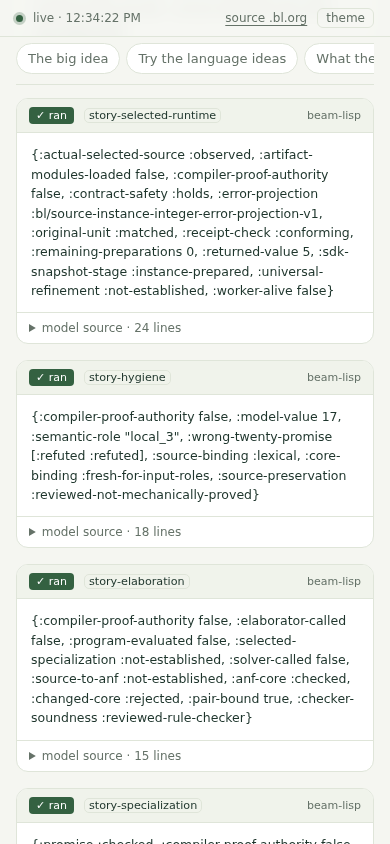 live · 12:34:22 PM
source .bl.org
theme
The big idea
Try the language ideas
What the
✓ ran
story-selected-runtime
beam-lisp
{:actual-selected-source :observed, :artifact-
modules-loaded false, :compiler-proof-authority
false, :contract-safety :holds, :error-projection
:bl/source-instance-integer-error-projection-v1,
:original-unit :matched, :receipt-check :conforming,
:remaining-preparations 0, :returned-value 5, :sdk-
snapshot-stage :instance-prepared, :universal-
refinement :not-established, :worker-alive false}
▶ model source · 24 lines
✓ ran
story-hygiene
beam-lisp
{:compiler-proof-authority false, :model-value 17,
:semantic-role "local_3", :wrong-twenty-promise
[:refuted :refuted], :source-binding :lexical, :core-
binding :fresh-for-input-roles, :source-preservation
:reviewed-not-mechanically-proved}
▶ model source · 18 lines
✓ ran
story-elaboration
beam-lisp
{:compiler-proof-authority false, :elaborator-called
false, :program-evaluated false, :selected-
specialization :not-established, :solver-called false,
:source-to-anf :not-established, :anf-core :checked,
:changed-core :rejected, :pair-bound true, :checker-
soundness :reviewed-rule-checker}
▶ model source · 15 lines
✓ ran
story-specialization
beam-lisp
{:promise :checked, :compiler-proof-authority false,